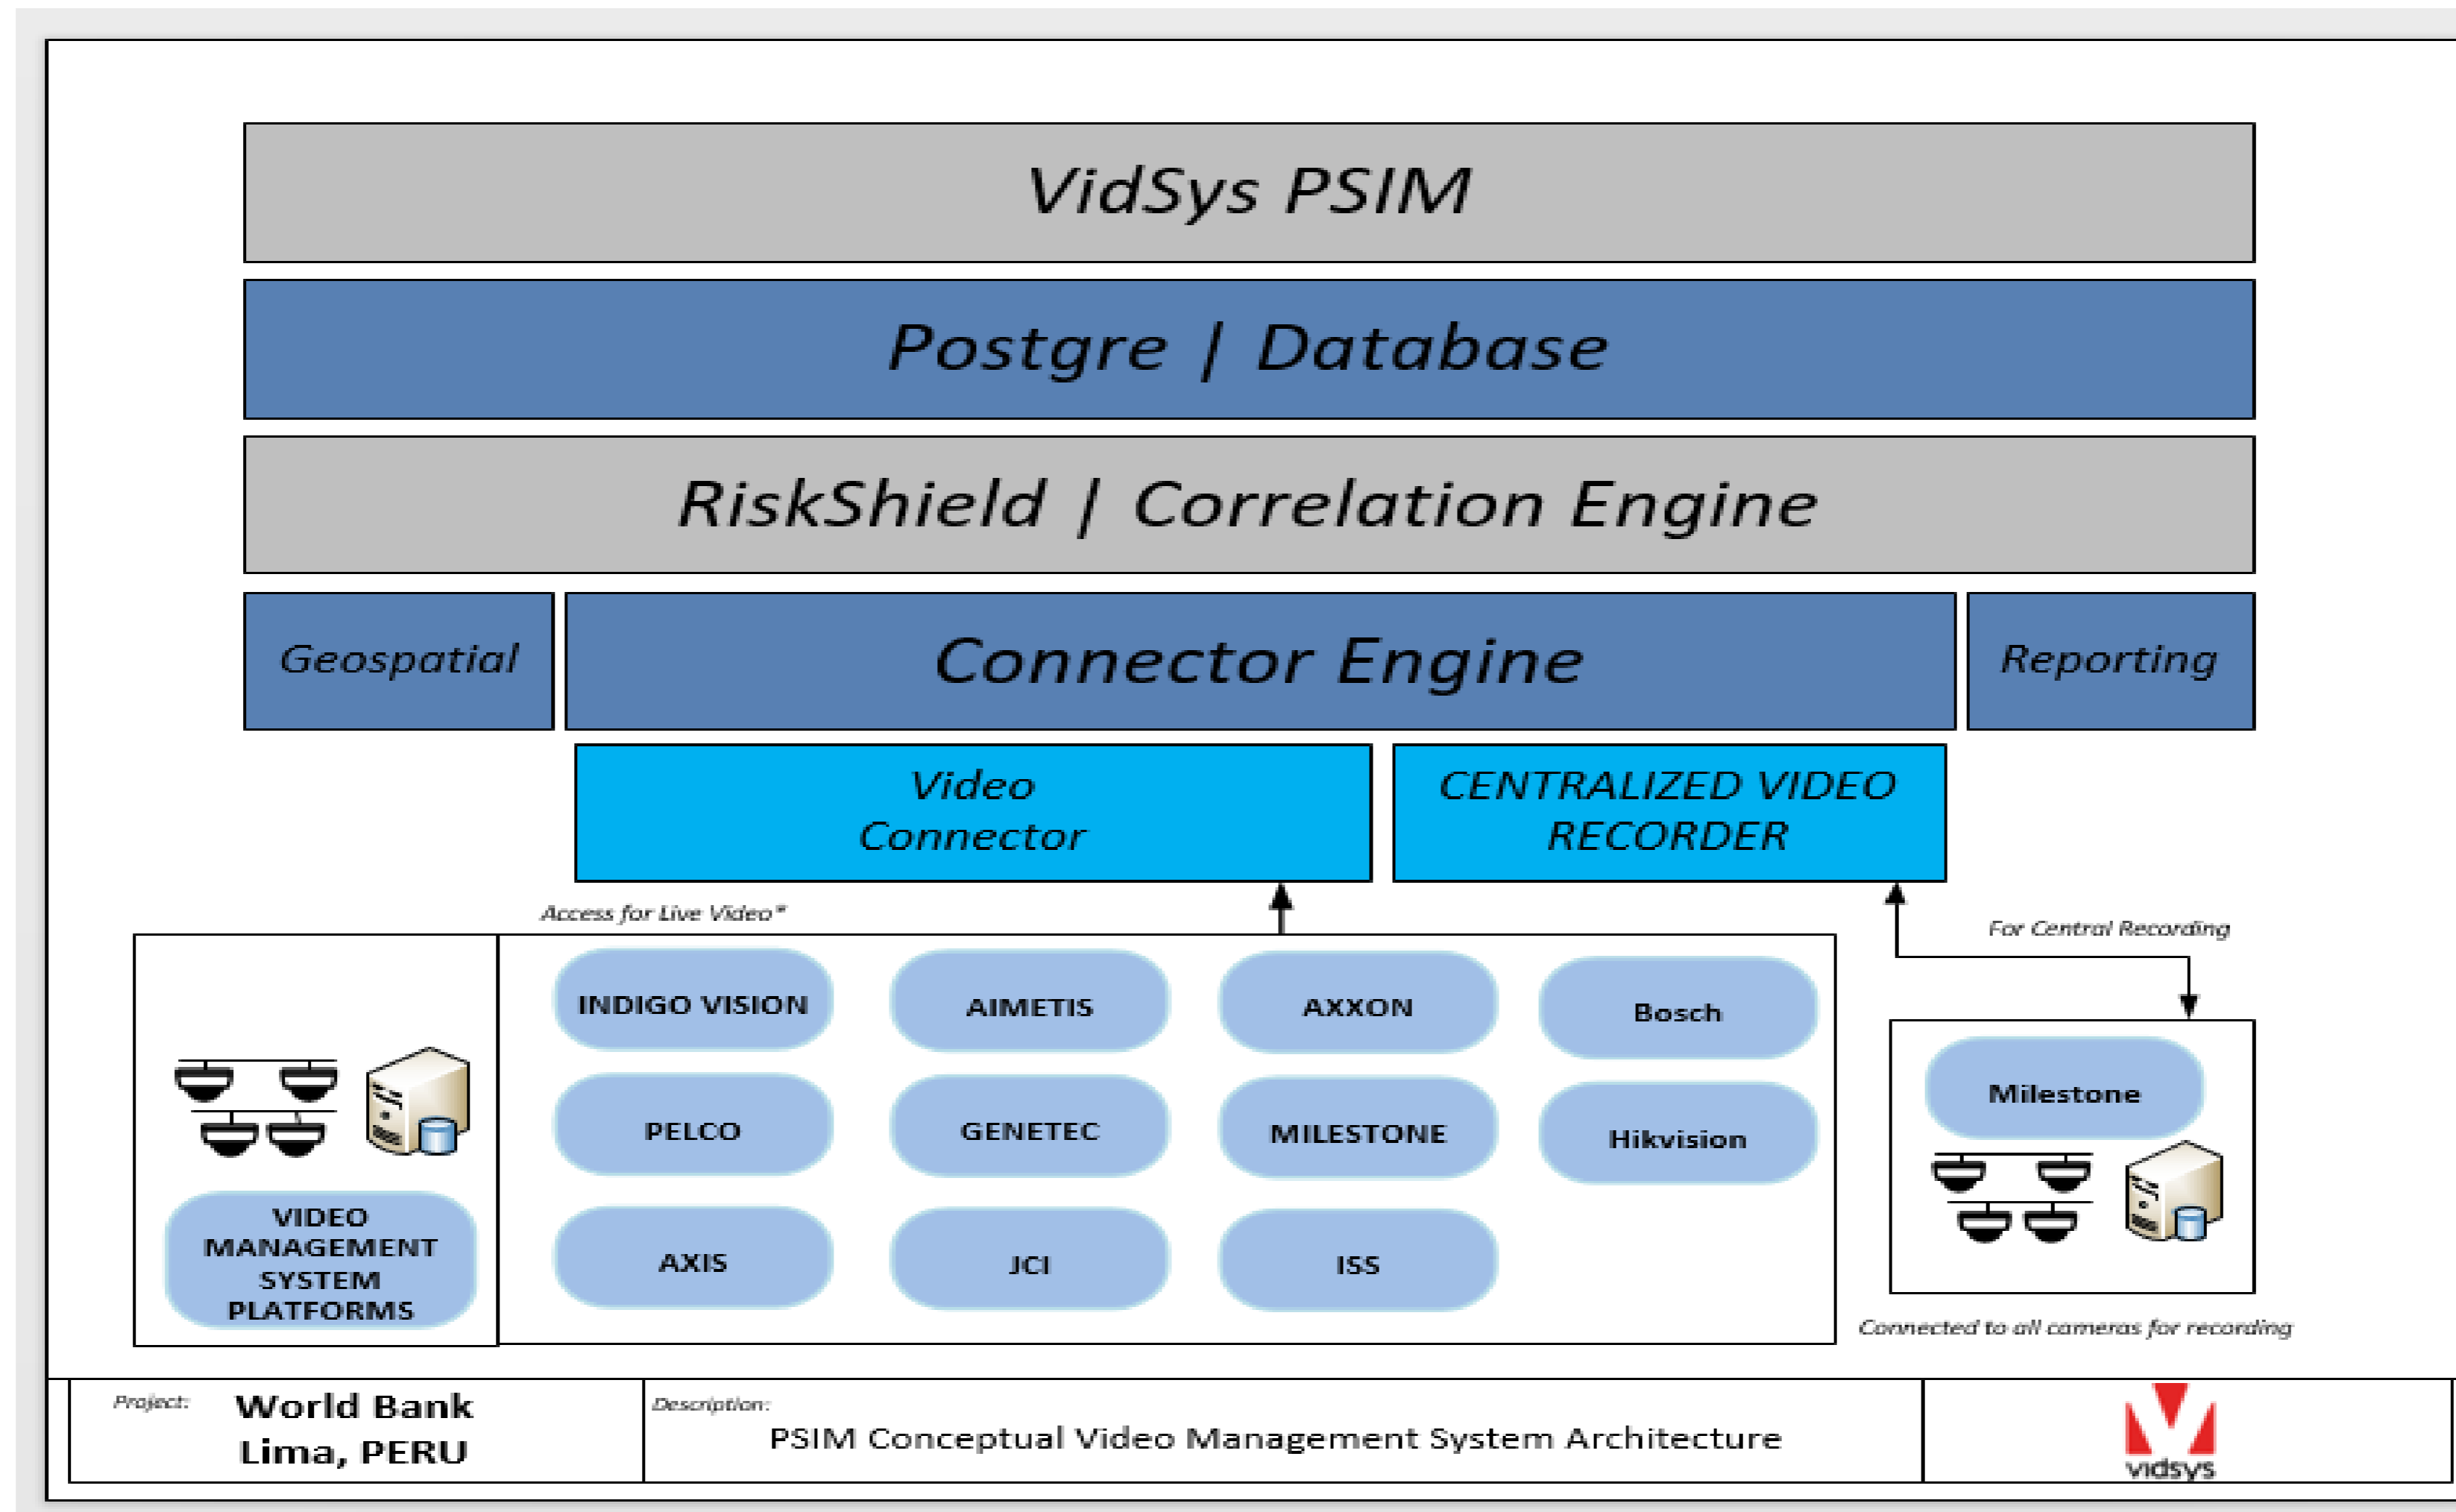 VidSys PSIM
Postgre | Database
RiskShield | Correlation Engine
Geospatial
Connector Engine
Reporting
Video
Connector
CENTRALIZED VIDEO
RECORDER
Access for Live Video*
For Central Recording
INDIGO VISION
AIMETIS
AXXON
Bosch
PELCO
GENETEC
MILESTONE
Hikvision
AXIS
JCI
ISS
VIDEO
MANAGEMENT
SYSTEM
PLATFORMS
Milestone
Connected to all cameras for recording
Project:
World Bank
Lima, PERU
Description:
PSIM Conceptual Video Management System Architecture
vidsys